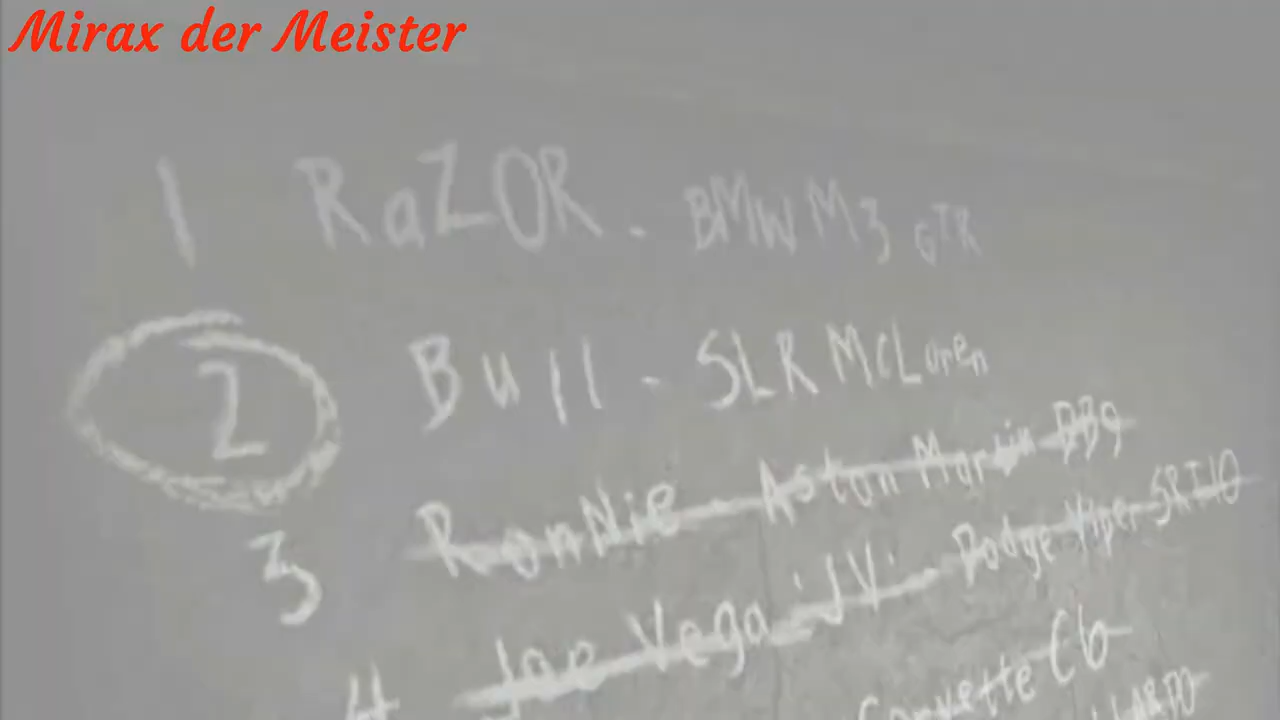 Mirax der Meister
1 RaZOR - BMW M3 GTR
2 Bull - SLR McLaren
3 RonNie - Aston Martin DB9
4 Joe Vega 'JV' - Dodge Viper SRT10
Corvette C6